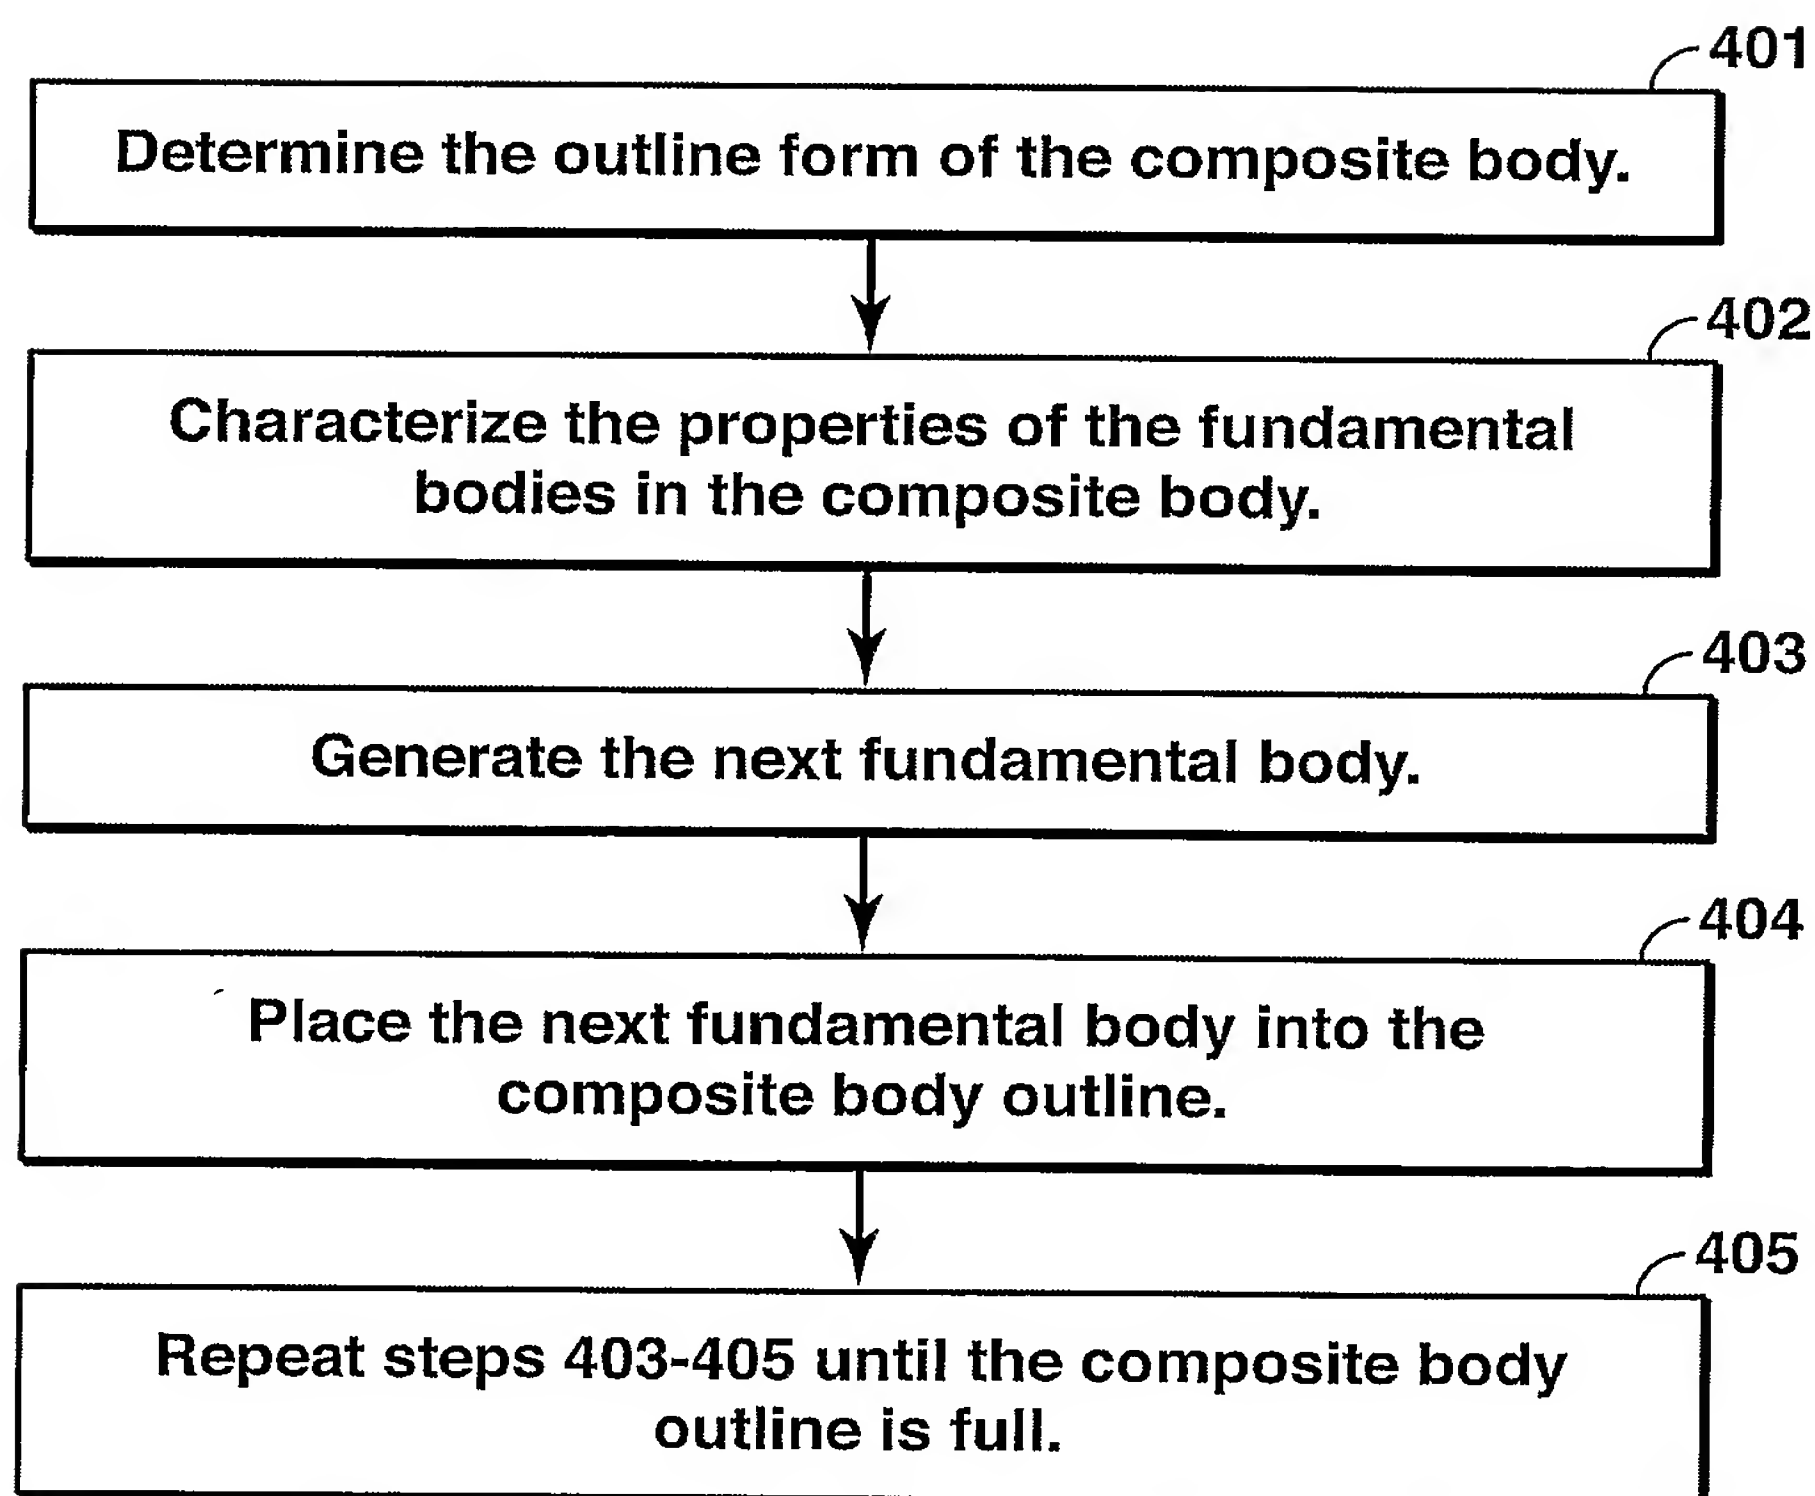 401
Determine the outline form of the composite body.
402
Characterize the properties of the fundamental
bodies in the composite body.
403
Generate the next fundamental body.
404
Place the next fundamental body into the
composite body outline.
405
Repeat steps 403-405 until the composite body
outline is full.